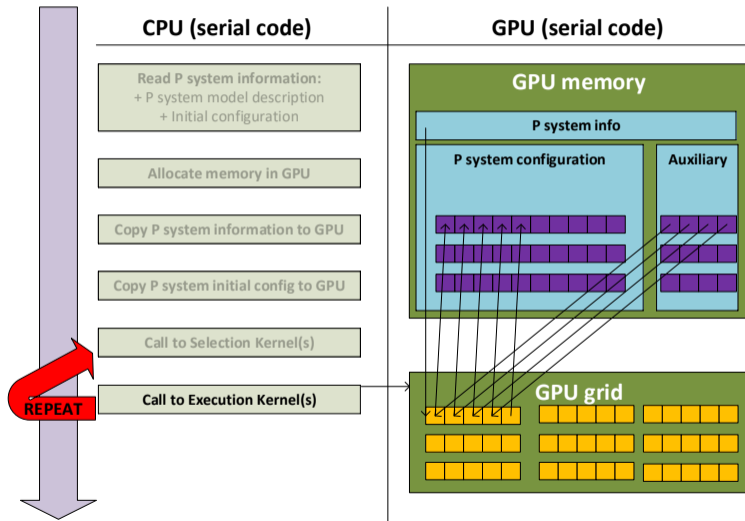 CPU (serial code)
GPU (serial code)
Read P system information:
+ P system model description
+ Initial configuration
Allocate memory in GPU
Copy P system information to GPU
Copy P system initial config to GPU
Call to Selection Kernel(s)
Call to Execution Kernel(s)
REPEAT
GPU memory
P system info
P system configuration
Auxiliary
GPU grid